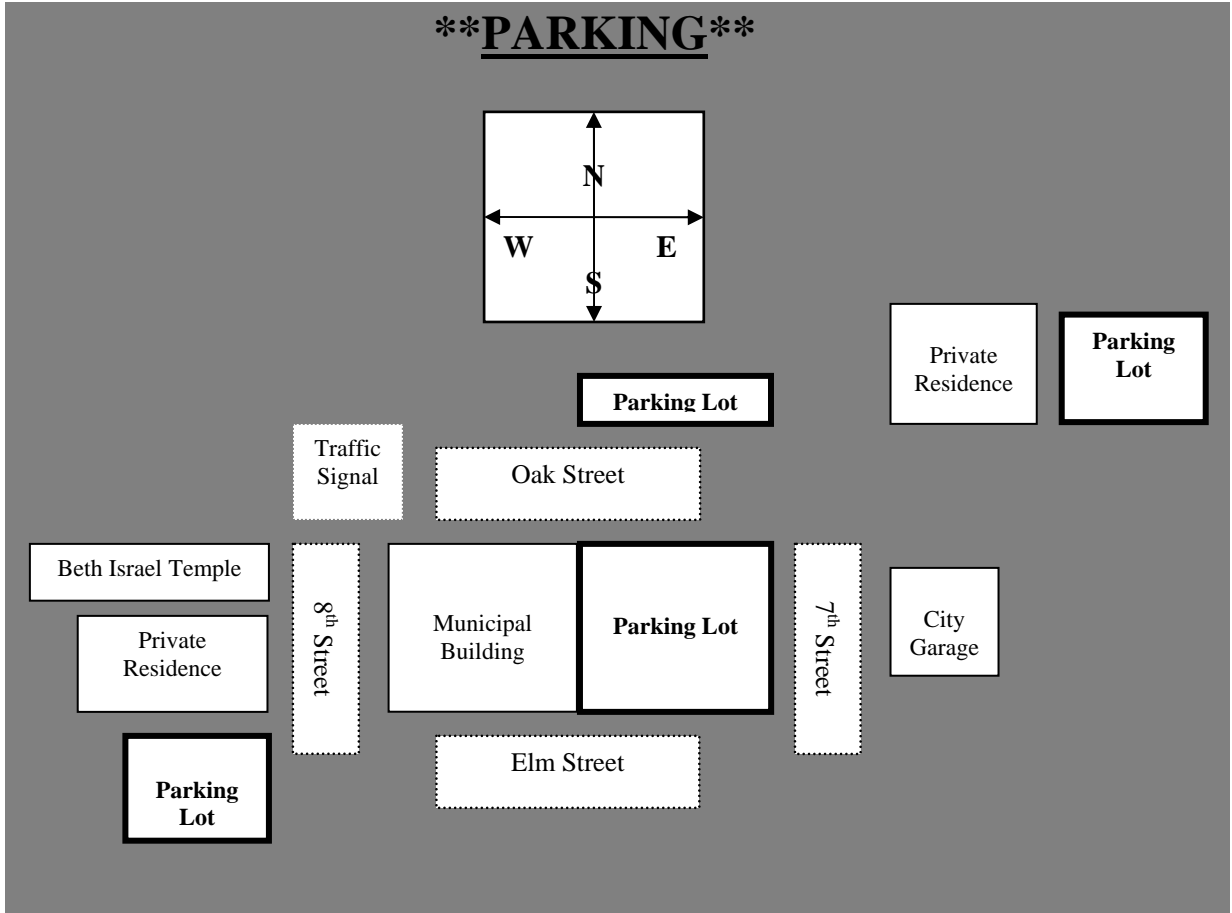 **PARKING**
N
W E
S
Private
Residence
Parking
Lot
Parking Lot
Traffic
Signal
Oak Street
Beth Israel Temple
8th Street
Municipal
Building
Parking Lot
7th Street
City
Garage
Private
Residence
Elm Street
Parking
Lot